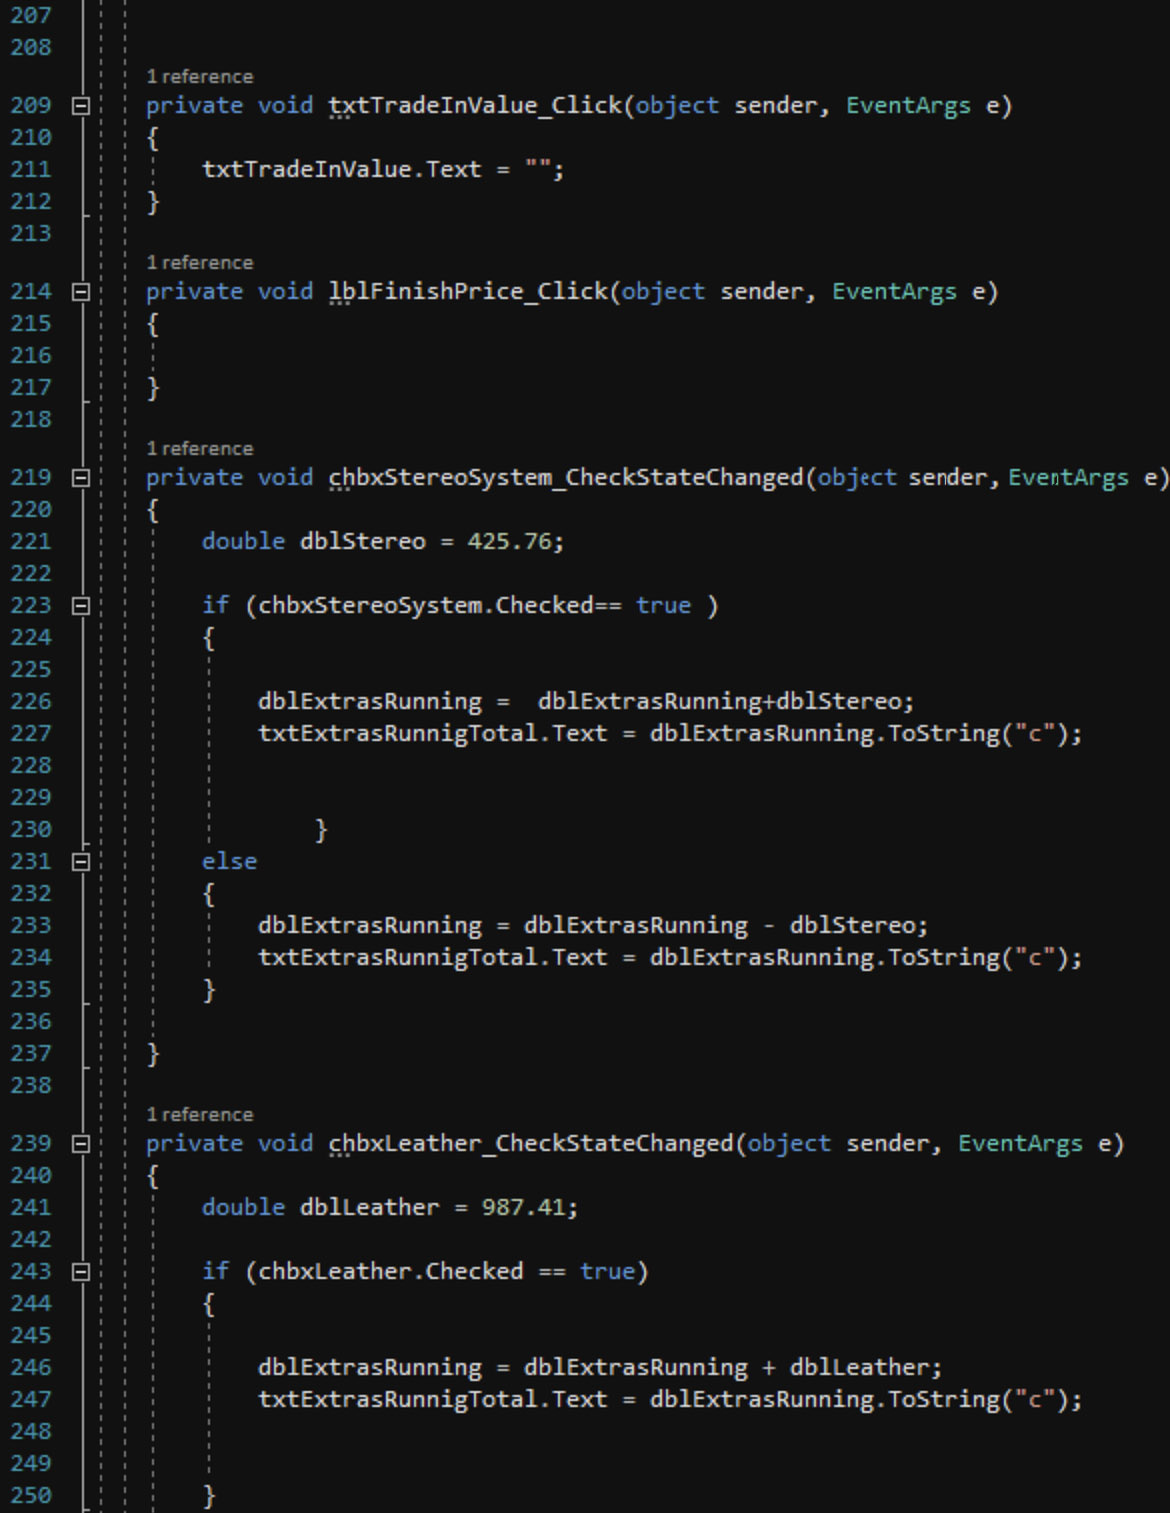 207
208
1 reference
209 private void txtTradeInValue_Click(object sender, EventArgs e)
210 {
211 txtTradeInValue.Text = "";
212 }
213
1 reference
214 private void lblFinishPrice_Click(object sender, EventArgs e)
215 {
216
217 }
218
1 reference
219 private void chbxStereoSystem_CheckStateChanged(object sender, EventArgs e)
220 {
221 double dblStereo = 425.76;
222
223 if (chbxStereoSystem.Checked== true )
224 {
225
226 dblExtrasRunning =  dblExtrasRunning+dblStereo;
227 txtExtrasRunnigTotal.Text = dblExtrasRunning.ToString("c");
228
229
230 }
231 else
232 {
233 dblExtrasRunning = dblExtrasRunning - dblStereo;
234 txtExtrasRunnigTotal.Text = dblExtrasRunning.ToString("c");
235 }
236
237 }
238
1 reference
239 private void chbxLeather_CheckStateChanged(object sender, EventArgs e)
240 {
241 double dblLeather = 987.41;
242
243 if (chbxLeather.Checked == true)
244 {
245
246 dblExtrasRunning = dblExtrasRunning + dblLeather;
247 txtExtrasRunnigTotal.Text = dblExtrasRunning.ToString("c");
248
249
250 }